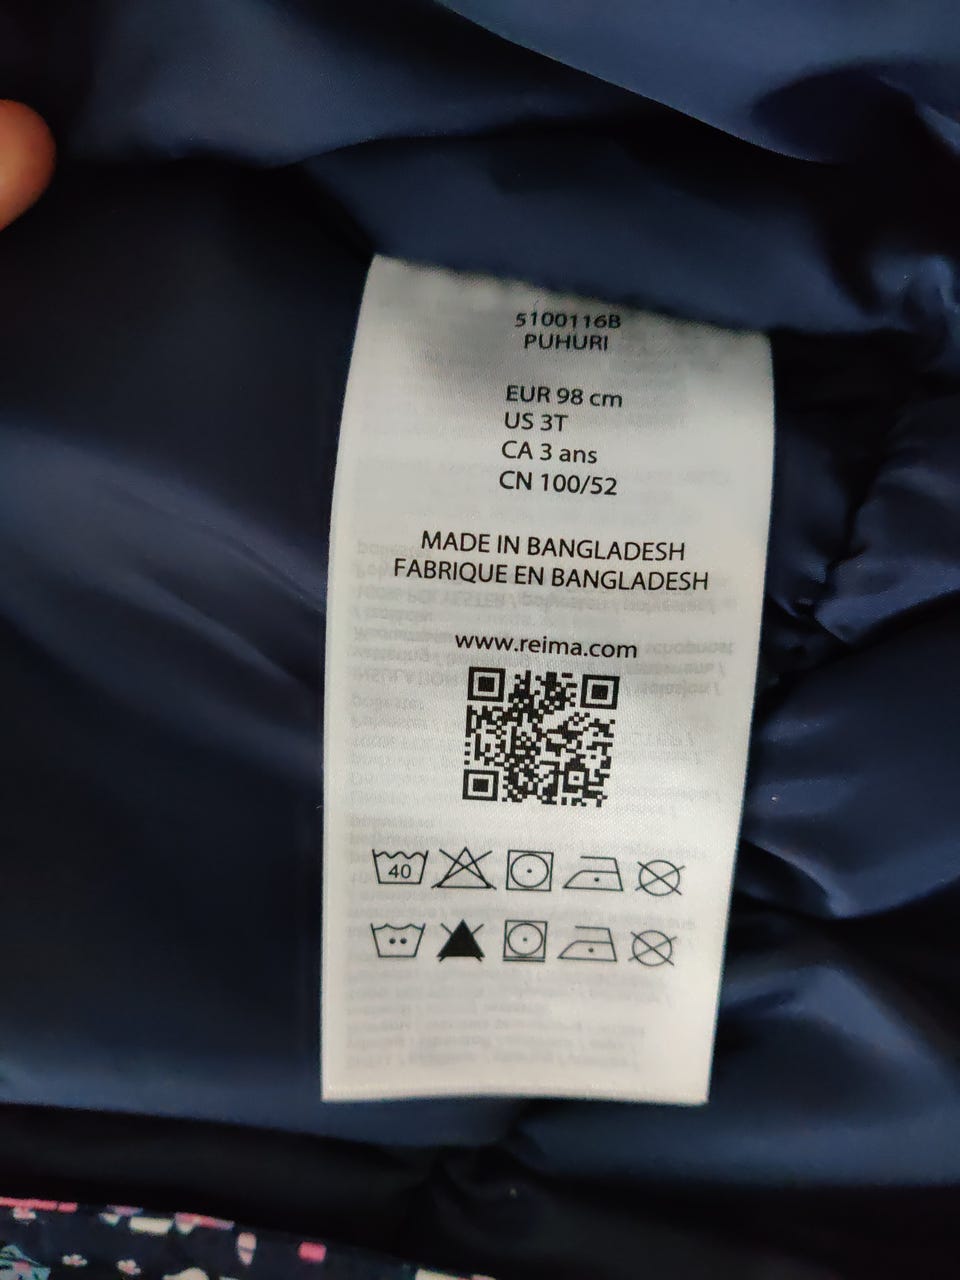 5100116B
PUHURI
EUR 98 cm
US 3T
CA 3 ans
CN 100/52
MADE IN BANGLADESH
FABRIQUE EN BANGLADESH
www.reima.com
40